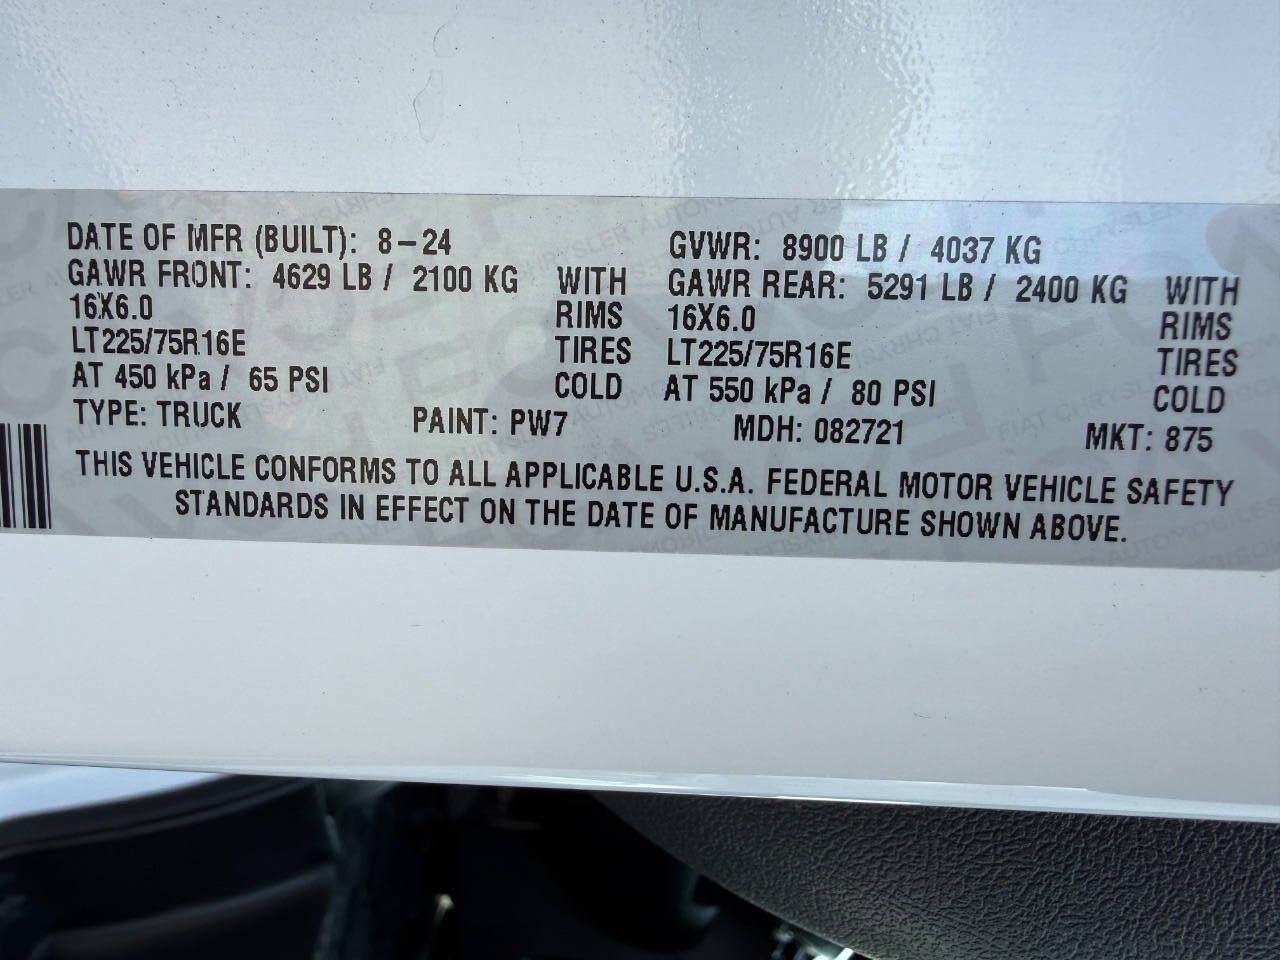 DATE OF MFR (BUILT): 8-24 GVWR: 8900 LB / 4037 KG
GAWR FRONT: 4629 LB / 2100 KG WITH GAWR REAR: 5291 LB / 2400 KG WITH
16X6.0 RIMS 16X6.0 RIMS
LT225/75R16E TIRES LT225/75R16E TIRES
AT 450 kPa / 65 PSI COLD AT 550 kPa / 80 PSI COLD
TYPE: TRUCK PAINT: PW7 MDH: 082721 MKT: 875
THIS VEHICLE CONFORMS TO ALL APPLICABLE U.S.A. FEDERAL MOTOR VEHICLE SAFETY
STANDARDS IN EFFECT ON THE DATE OF MANUFACTURE SHOWN ABOVE.